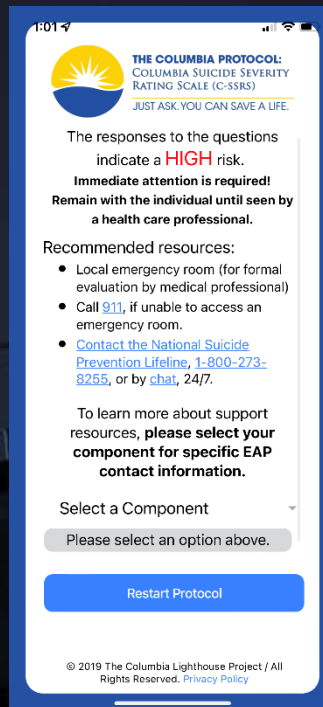 1:01
THE COLUMBIA PROTOCOL:
COLUMBIA SUICIDE SEVERITY
RATING SCALE (C-SSRS)
JUST ASK. YOU CAN SAVE A LIFE.
The responses to the questions
indicate a HIGH risk.
Immediate attention is required!
Remain with the individual until seen by
a health care professional.
Recommended resources:
• Local emergency room (for formal
evaluation by medical professional)
• Call 911, if unable to access an
emergency room.
• Contact the National Suicide
Prevention Lifeline, 1-800-273-
8255, or by chat, 24/7.
To learn more about support
resources, please select your
component for specific EAP
contact information.
Select a Component
Please select an option above.
Restart Protocol
© 2019 The Columbia Lighthouse Project / All
Rights Reserved. Privacy Policy